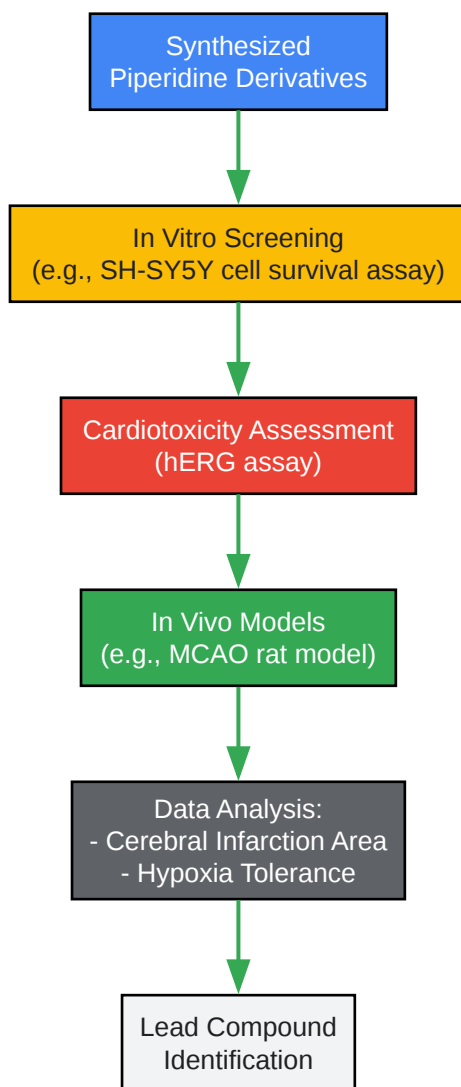 Synthesized
Piperidine Derivatives
In Vitro Screening
(e.g., SH-SY5Y cell survival assay)
Cardiotoxicity Assessment
(hERG assay)
In Vivo Models
(e.g., MCAO rat model)
Data Analysis:
- Cerebral Infarction Area
- Hypoxia Tolerance
Lead Compound
Identification